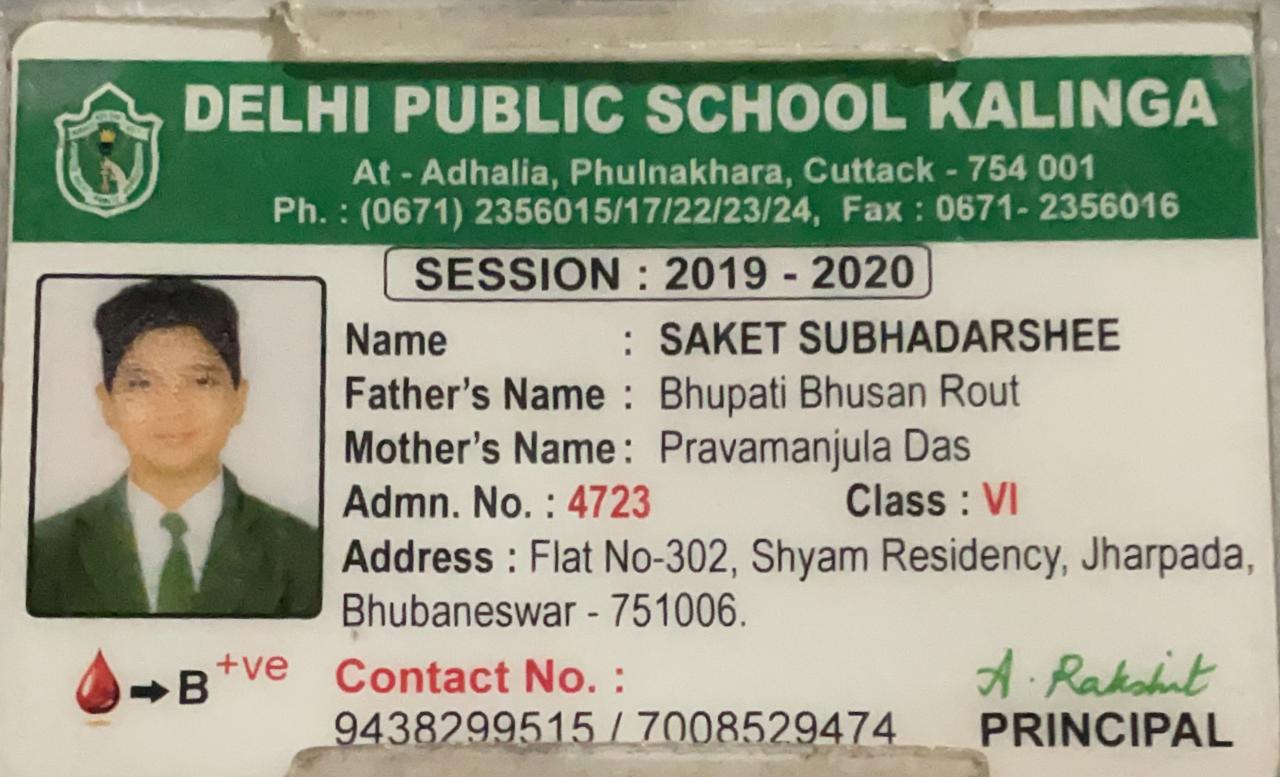 DELHI PUBLIC SCHOOL KALINGA
At - Adhalia, Phulnakhara, Cuttack - 754 001
Ph. : (0671) 2356015/17/22/23/24, Fax : 0671- 2356016
SESSION : 2019 - 2020
Name : SAKET SUBHADARSHEE
Father's Name : Bhupati Bhusan Rout
Mother's Name : Pravamanjula Das
Admn. No. : 4723 Class : VI
Address : Flat No-302, Shyam Residency, Jharpada,
Bhubaneswar - 751006.
B +ve
Contact No. :
9438299515 / 7008529474
A. Rakshit
PRINCIPAL